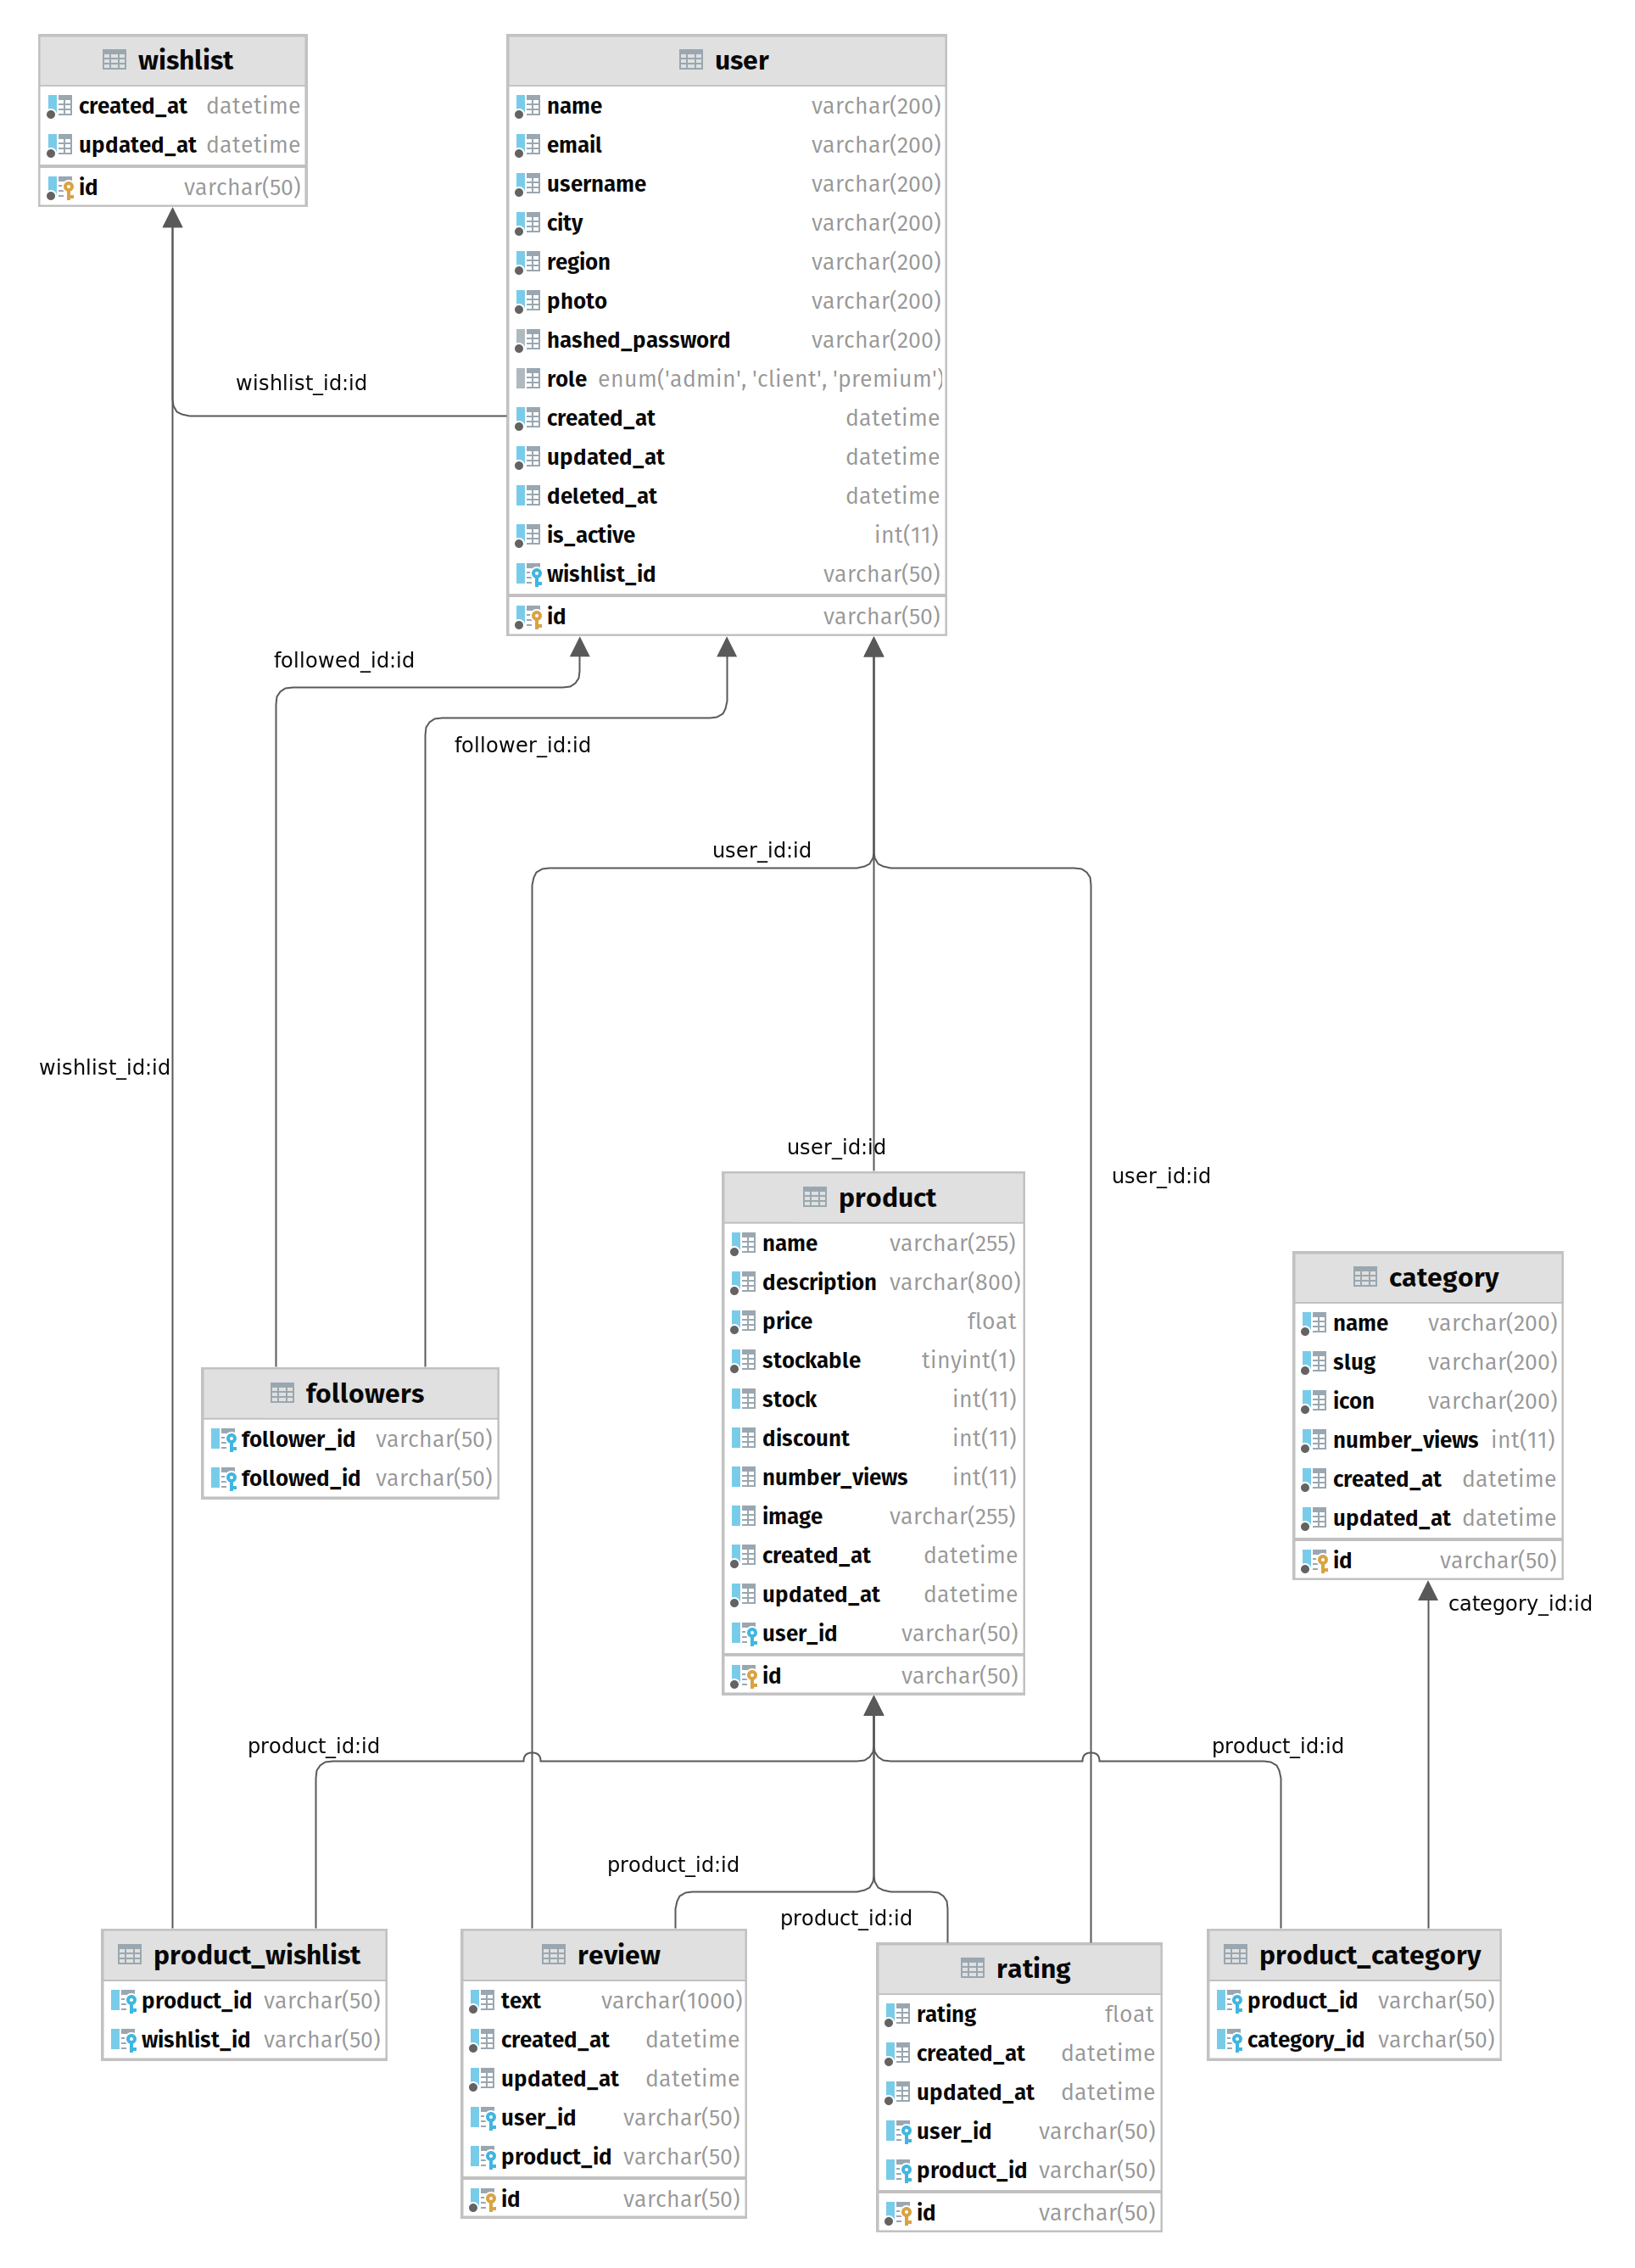 wishlist
created_at datetime
updated_at datetime
id varchar(50)
user
name varchar(200)
email varchar(200)
username varchar(200)
city varchar(200)
region varchar(200)
photo varchar(200)
hashed_password varchar(200)
role enum('admin', 'client', 'premium')
created_at datetime
updated_at datetime
deleted_at datetime
is_active int(11)
wishlist_id varchar(50)
id varchar(50)
wishlist_id:id
followed_id:id
follower_id:id
user_id:id
wishlist_id:id
user_id:id
user_id:id
product
name varchar(255)
description varchar(800)
price float
stockable tinyint(1)
stock int(11)
discount int(11)
number_views int(11)
image varchar(255)
created_at datetime
updated_at datetime
user_id varchar(50)
id varchar(50)
category
name varchar(200)
slug varchar(200)
icon varchar(200)
number_views int(11)
created_at datetime
updated_at datetime
id varchar(50)
followers
follower_id varchar(50)
followed_id varchar(50)
category_id:id
product_id:id
product_id:id
product_id:id
product_id:id
product_wishlist
product_id varchar(50)
wishlist_id varchar(50)
review
text varchar(1000)
created_at datetime
updated_at datetime
user_id varchar(50)
product_id varchar(50)
id varchar(50)
rating
rating float
created_at datetime
updated_at datetime
user_id varchar(50)
product_id varchar(50)
id varchar(50)
product_category
product_id varchar(50)
category_id varchar(50)